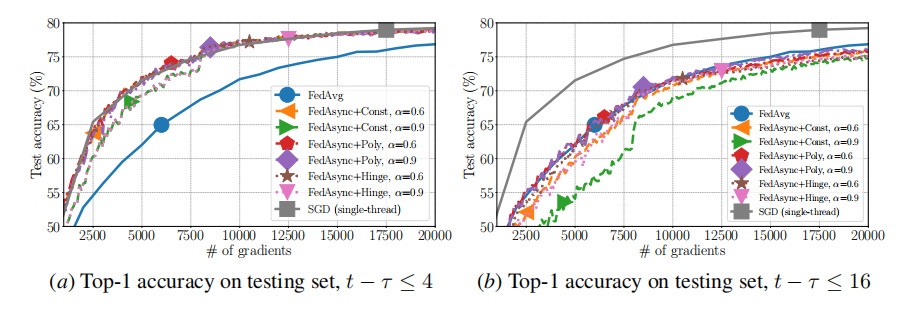 80
75
70
65
60
55
50
Test accuracy (%)
FedAvg
FedAsync+Const, α=0.6
FedAsync+Const, α=0.9
FedAsync+Poly, α=0.6
FedAsync+Poly, α=0.9
FedAsync+Hinge, α=0.6
FedAsync+Hinge, α=0.9
SGD (single-thread)
2500 5000 7500 10000 12500 15000 17500 20000
# of gradients
(a) Top-1 accuracy on testing set, t − τ ≤ 4
80
75
70
65
60
55
50
Test accuracy (%)
FedAvg
FedAsync+Const, α=0.6
FedAsync+Const, α=0.9
FedAsync+Poly, α=0.6
FedAsync+Poly, α=0.9
FedAsync+Hinge, α=0.6
FedAsync+Hinge, α=0.9
SGD (single-thread)
2500 5000 7500 10000 12500 15000 17500 20000
# of gradients
(b) Top-1 accuracy on testing set, t − τ ≤ 16